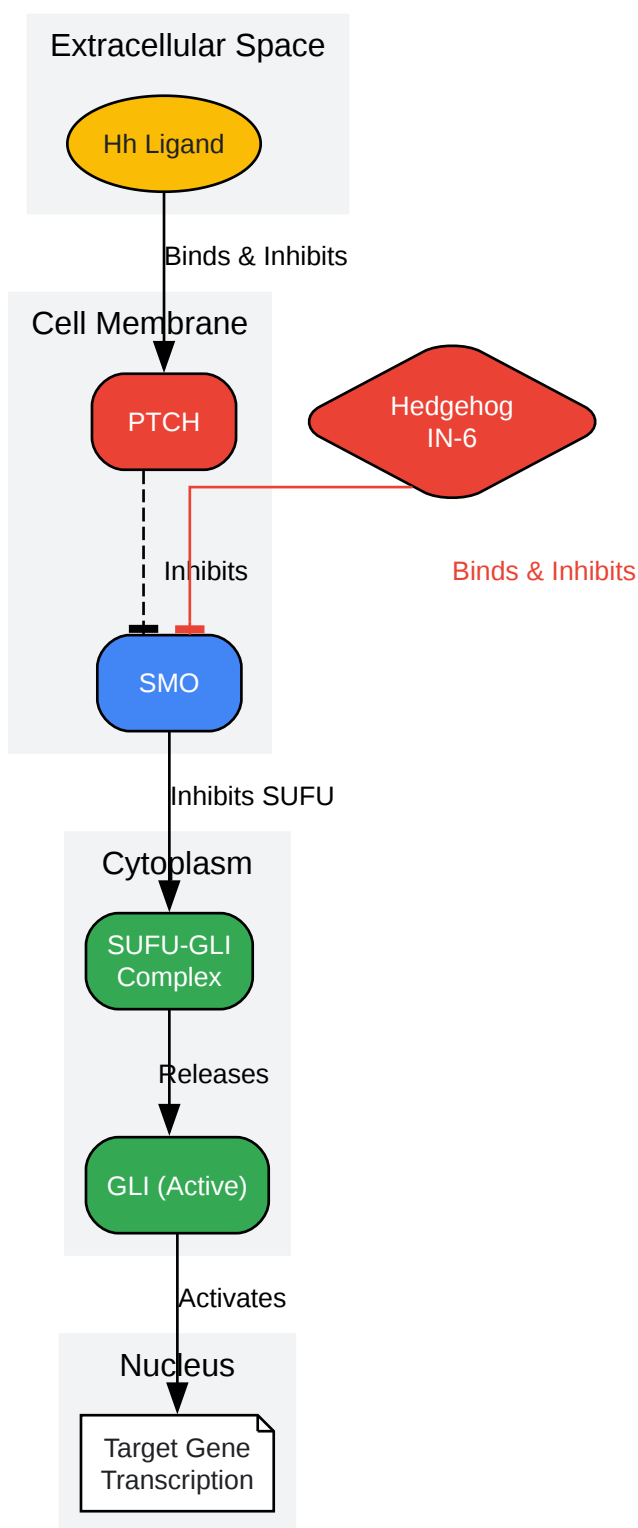 Extracellular Space
Hh Ligand
Binds & Inhibits
Cell Membrane
PTCH
Hedgehog
IN-6
Inhibits
Binds & Inhibits
SMO
Inhibits SUFU
Cytoplasm
SUFU-GLI
Complex
Releases
GLI (Active)
Activates
Nucleus
Target Gene
Transcription